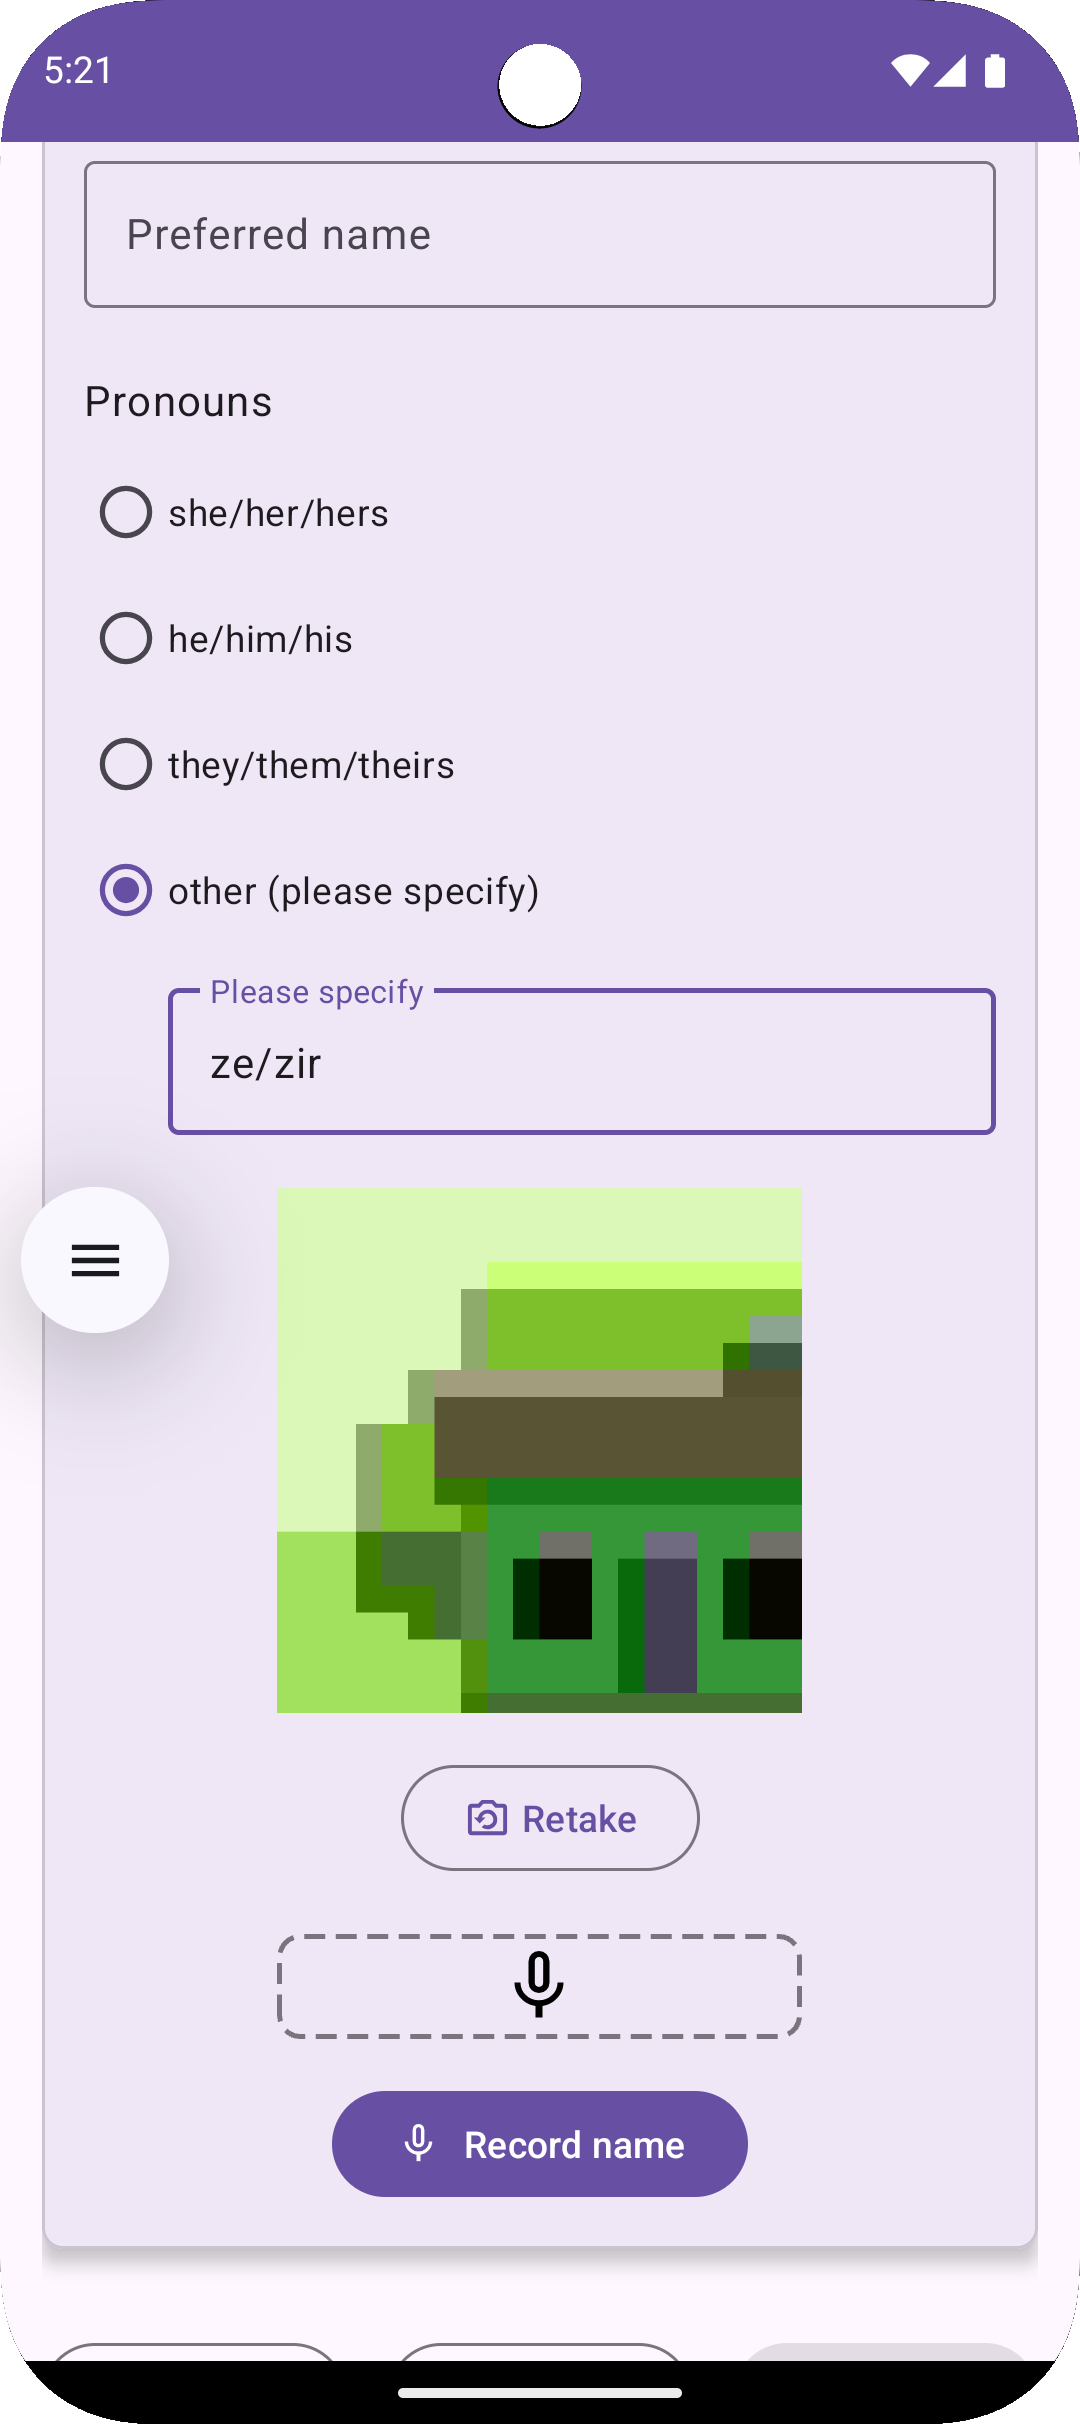 5:21
Preferred name
Pronouns
she/her/hers
he/him/his
they/them/theirs
other (please specify)
Please specify
ze/zir
Retake
Record name